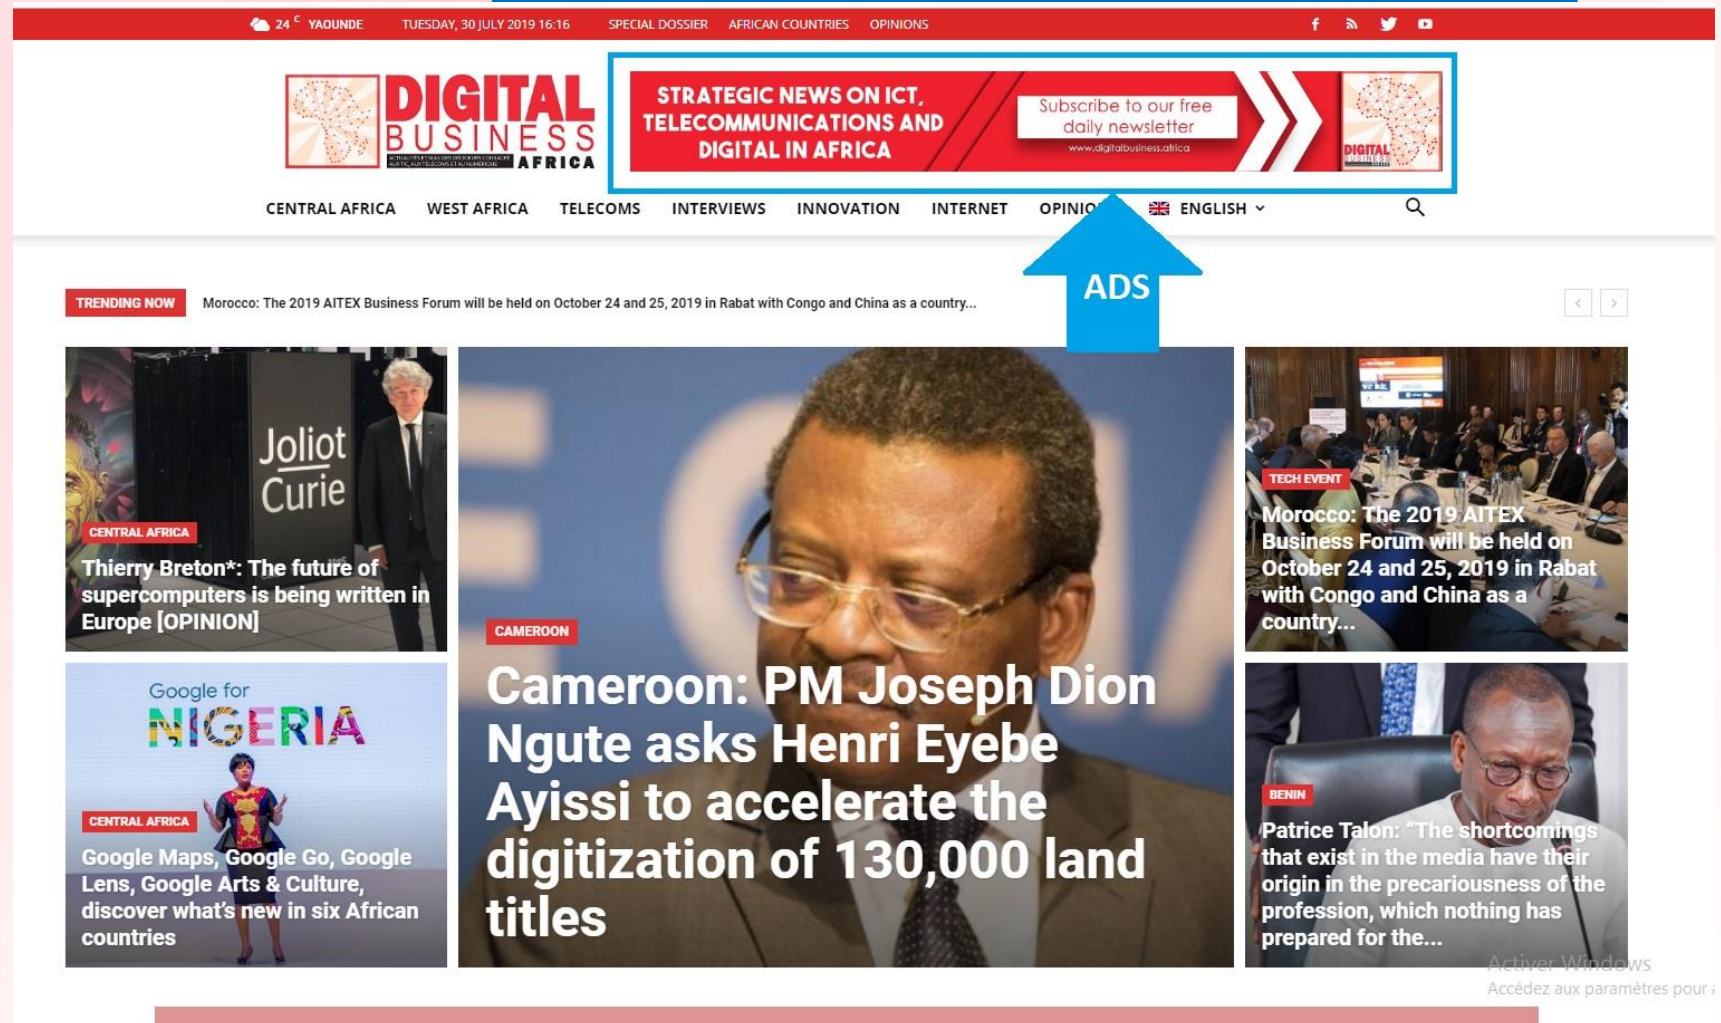 24 C YAOUNDE TUESDAY, 30 JULY 2019 16:16 SPECIAL DOSSIER AFRICAN COUNTRIES OPINIONS
DIGITAL
BUSINESS
AFRICA
STRATEGIC NEWS ON ICT,
TELECOMMUNICATIONS AND
DIGITAL IN AFRICA
Subscribe to our free
daily newsletter
www.digitalbusiness.africa
DIGITAL
BUSINESS
CENTRAL AFRICA WEST AFRICA TELECOMS INTERVIEWS INNOVATION INTERNET ENGLISH
ADS
TRENDING NOW Morocco: The 2019 AITEX Business Forum will be held on October 24 and 25, 2019 in Rabat with Congo and China as a country...
Joliot
Curie
CENTRAL AFRICA
Thierry Breton*: The future of
supercomputers is being written in
Europe [OPINION]
Google for
NIGERIA
CENTRAL AFRICA
Google Maps, Google Go, Google
Lens, Google Arts & Culture,
discover what's new in six African
countries
CAMEROON
Cameroon: PM Joseph Dion
Ngute asks Henri Eyebe
Ayissi to accelerate the
digitization of 130,000 land
titles
TECH EVENT
Morocco: The 2019 AITEX
Business Forum will be held on
October 24 and 25, 2019 in Rabat
with Congo and China as a
country...
BENIN
Patrice Talon: "The shortcomings
that exist in the media have their
origin in the precariousness of the
profession, which nothing has
prepared for the...
Activer Windows
Accédez aux paramètres pour